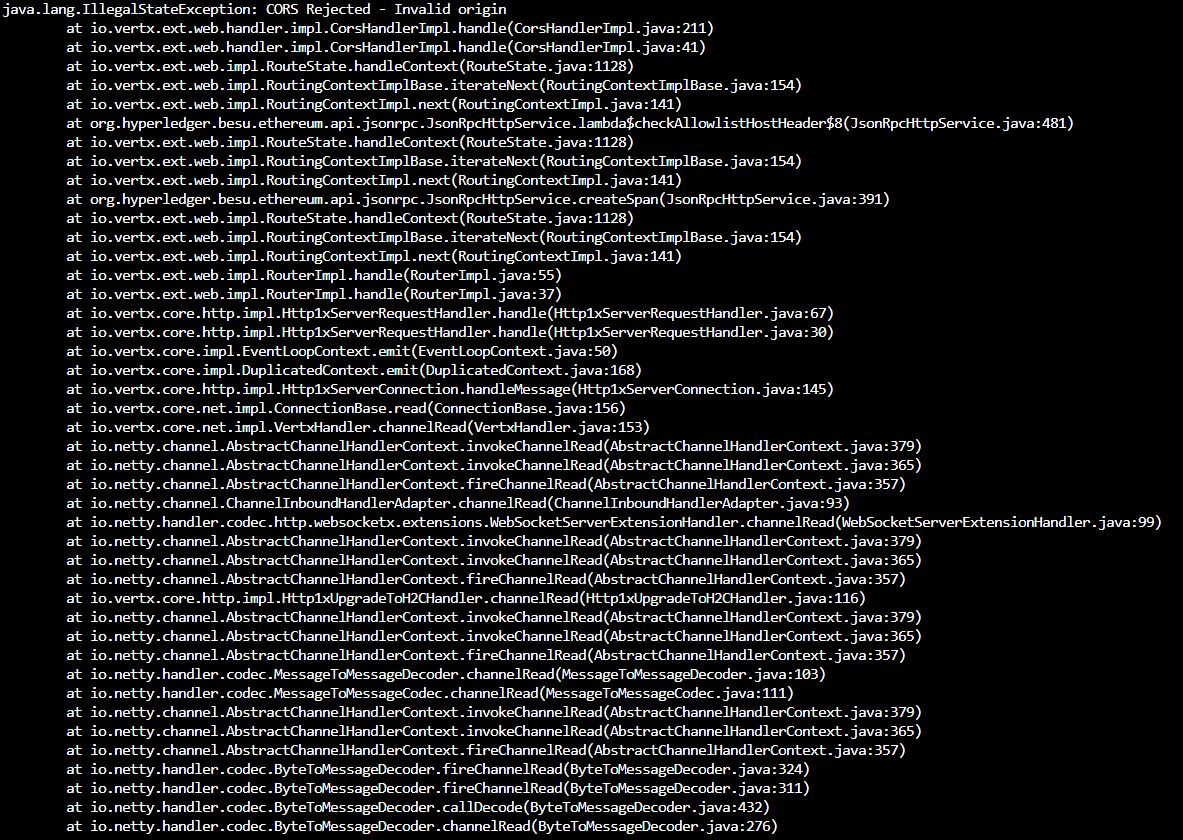 java.lang.IllegalStateException: CORS Rejected - Invalid origin
at io.vertx.ext.web.handler.impl.CorsHandlerImpl.handle(CorsHandlerImpl.java:211)
at io.vertx.ext.web.handler.impl.CorsHandlerImpl.handle(CorsHandlerImpl.java:41)
at io.vertx.ext.web.impl.RouteState.handleContext(RouteState.java:1128)
at io.vertx.ext.web.impl.RoutingContextImplBase.iterateNext(RoutingContextImplBase.java:154)
at io.vertx.ext.web.impl.RoutingContextImpl.next(RoutingContextImpl.java:141)
at org.hyperledger.besu.ethereum.api.jsonrpc.JsonRpcHttpService.lambda$checkAllowlistHostHeader$8(JsonRpcHttpService.java:481)
at io.vertx.ext.web.impl.RouteState.handleContext(RouteState.java:1128)
at io.vertx.ext.web.impl.RoutingContextImplBase.iterateNext(RoutingContextImplBase.java:154)
at io.vertx.ext.web.impl.RoutingContextImpl.next(RoutingContextImpl.java:141)
at org.hyperledger.besu.ethereum.api.jsonrpc.JsonRpcHttpService.createSpan(JsonRpcHttpService.java:391)
at io.vertx.ext.web.impl.RouteState.handleContext(RouteState.java:1128)
at io.vertx.ext.web.impl.RoutingContextImplBase.iterateNext(RoutingContextImplBase.java:154)
at io.vertx.ext.web.impl.RoutingContextImpl.next(RoutingContextImpl.java:141)
at io.vertx.ext.web.impl.RouterImpl.handle(RouterImpl.java:55)
at io.vertx.ext.web.impl.RouterImpl.handle(RouterImpl.java:37)
at io.vertx.core.http.impl.Http1xServerRequestHandler.handle(Http1xServerRequestHandler.java:67)
at io.vertx.core.http.impl.Http1xServerRequestHandler.handle(Http1xServerRequestHandler.java:30)
at io.vertx.core.impl.EventLoopContext.emit(EventLoopContext.java:50)
at io.vertx.core.impl.DuplicatedContext.emit(DuplicatedContext.java:168)
at io.vertx.core.http.impl.Http1xServerConnection.handleMessage(Http1xServerConnection.java:145)
at io.vertx.core.net.impl.ConnectionBase.read(ConnectionBase.java:156)
at io.vertx.core.net.impl.VertxHandler.channelRead(VertxHandler.java:153)
at io.netty.channel.AbstractChannelHandlerContext.invokeChannelRead(AbstractChannelHandlerContext.java:379)
at io.netty.channel.AbstractChannelHandlerContext.invokeChannelRead(AbstractChannelHandlerContext.java:365)
at io.netty.channel.AbstractChannelHandlerContext.fireChannelRead(AbstractChannelHandlerContext.java:357)
at io.netty.channel.ChannelInboundHandlerAdapter.channelRead(ChannelInboundHandlerAdapter.java:93)
at io.netty.handler.codec.http.websocketx.extensions.WebSocketServerExtensionHandler.channelRead(WebSocketServerExtensionHandler.java:99)
at io.netty.channel.AbstractChannelHandlerContext.invokeChannelRead(AbstractChannelHandlerContext.java:379)
at io.netty.channel.AbstractChannelHandlerContext.invokeChannelRead(AbstractChannelHandlerContext.java:365)
at io.netty.channel.AbstractChannelHandlerContext.fireChannelRead(AbstractChannelHandlerContext.java:357)
at io.vertx.core.http.impl.Http1xUpgradeToH2CHandler.channelRead(Http1xUpgradeToH2CHandler.java:116)
at io.netty.channel.AbstractChannelHandlerContext.invokeChannelRead(AbstractChannelHandlerContext.java:379)
at io.netty.channel.AbstractChannelHandlerContext.invokeChannelRead(AbstractChannelHandlerContext.java:365)
at io.netty.channel.AbstractChannelHandlerContext.fireChannelRead(AbstractChannelHandlerContext.java:357)
at io.netty.handler.codec.MessageToMessageDecoder.channelRead(MessageToMessageDecoder.java:103)
at io.netty.handler.codec.MessageToMessageCodec.channelRead(MessageToMessageCodec.java:111)
at io.netty.channel.AbstractChannelHandlerContext.invokeChannelRead(AbstractChannelHandlerContext.java:379)
at io.netty.channel.AbstractChannelHandlerContext.invokeChannelRead(AbstractChannelHandlerContext.java:365)
at io.netty.channel.AbstractChannelHandlerContext.fireChannelRead(AbstractChannelHandlerContext.java:357)
at io.netty.handler.codec.ByteToMessageDecoder.fireChannelRead(ByteToMessageDecoder.java:324)
at io.netty.handler.codec.ByteToMessageDecoder.fireChannelRead(ByteToMessageDecoder.java:311)
at io.netty.handler.codec.ByteToMessageDecoder.callDecode(ByteToMessageDecoder.java:432)
at io.netty.handler.codec.ByteToMessageDecoder.channelRead(ByteToMessageDecoder.java:276)